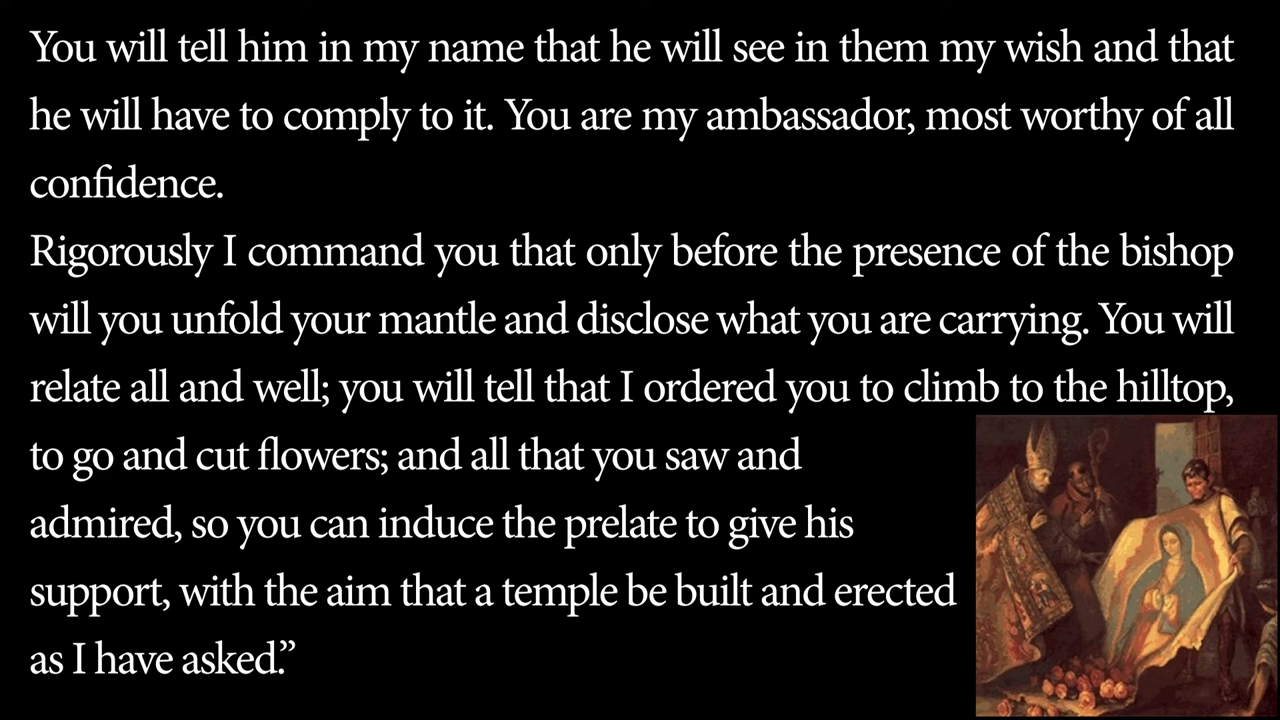 You will tell him in my name that he will see in them my wish and that
he will have to comply to it. You are my ambassador, most worthy of all
confidence.
Rigorously I command you that only before the presence of the bishop
will you unfold your mantle and disclose what you are carrying. You will
relate all and well; you will tell that I ordered you to climb to the hilltop,
to go and cut flowers; and all that you saw and
admired, so you can induce the prelate to give his
support, with the aim that a temple be built and erected
as I have asked.”